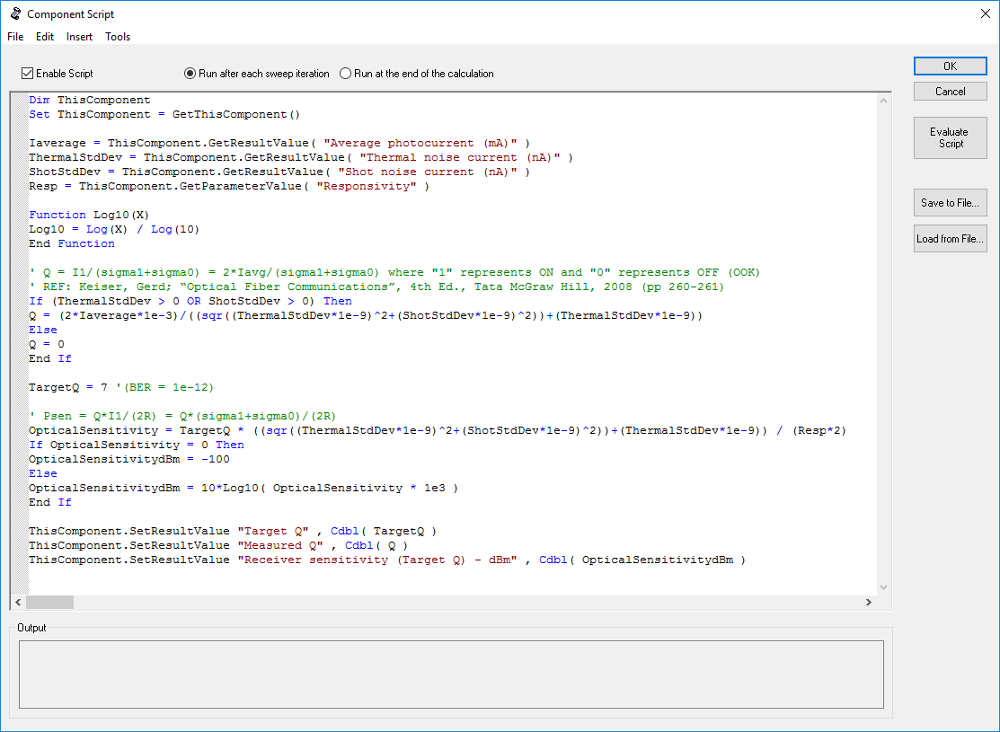 Component Script
File Edit Insert Tools
Enable Script Run after each sweep iteration Run at the end of the calculation
OK
Cancel
Evaluate
Script
Save to File...
Load from File...
Dim ThisComponent
Set ThisComponent = GetThisComponent()
Iaverage = ThisComponent.GetResultValue( "Average photocurrent (mA)" )
ThermalStdDev = ThisComponent.GetResultValue( "Thermal noise current (nA)" )
ShotStdDev = ThisComponent.GetResultValue( "Shot noise current (nA)" )
Resp = ThisComponent.GetParameterValue( "Responsivity" )
Function Log10(X)
Log10 = Log(X) / Log(10)
End Function
' Q = I1/(sigma1+sigma0) = 2*Iavg/(sigma1+sigma0) where "1" represents ON and "0" represents OFF (OOK)
' REF: Keiser, Gerd; “Optical Fiber Communications”, 4th Ed., Tata McGraw Hill, 2008 (pp 260-261)
If (ThermalStdDev > 0 OR ShotStdDev > 0) Then
Q = (2*Iaverage*1e-3)/((sqr((ThermalStdDev*1e-9)^2+(ShotStdDev*1e-9)^2))+(ThermalStdDev*1e-9))
Else
Q = 0
End If
TargetQ = 7 '(BER = 1e-12)
' Psen = Q*I1/(2R) = Q*(sigma1+sigma0)/(2R)
OpticalSensitivity = TargetQ * ((sqr((ThermalStdDev*1e-9)^2+(ShotStdDev*1e-9)^2))+(ThermalStdDev*1e-9)) / (Resp*2)
If OpticalSensitivity = 0 Then
OpticalSensitivitydBm = -100
Else
OpticalSensitivitydBm = 10*Log10( OpticalSensitivity * 1e3 )
End If
ThisComponent.SetResultValue "Target Q" , Cdbl( TargetQ )
ThisComponent.SetResultValue "Measured Q" , Cdbl( Q )
ThisComponent.SetResultValue "Receiver sensitivity (Target Q) - dBm" , Cdbl( OpticalSensitivitydBm )
Output